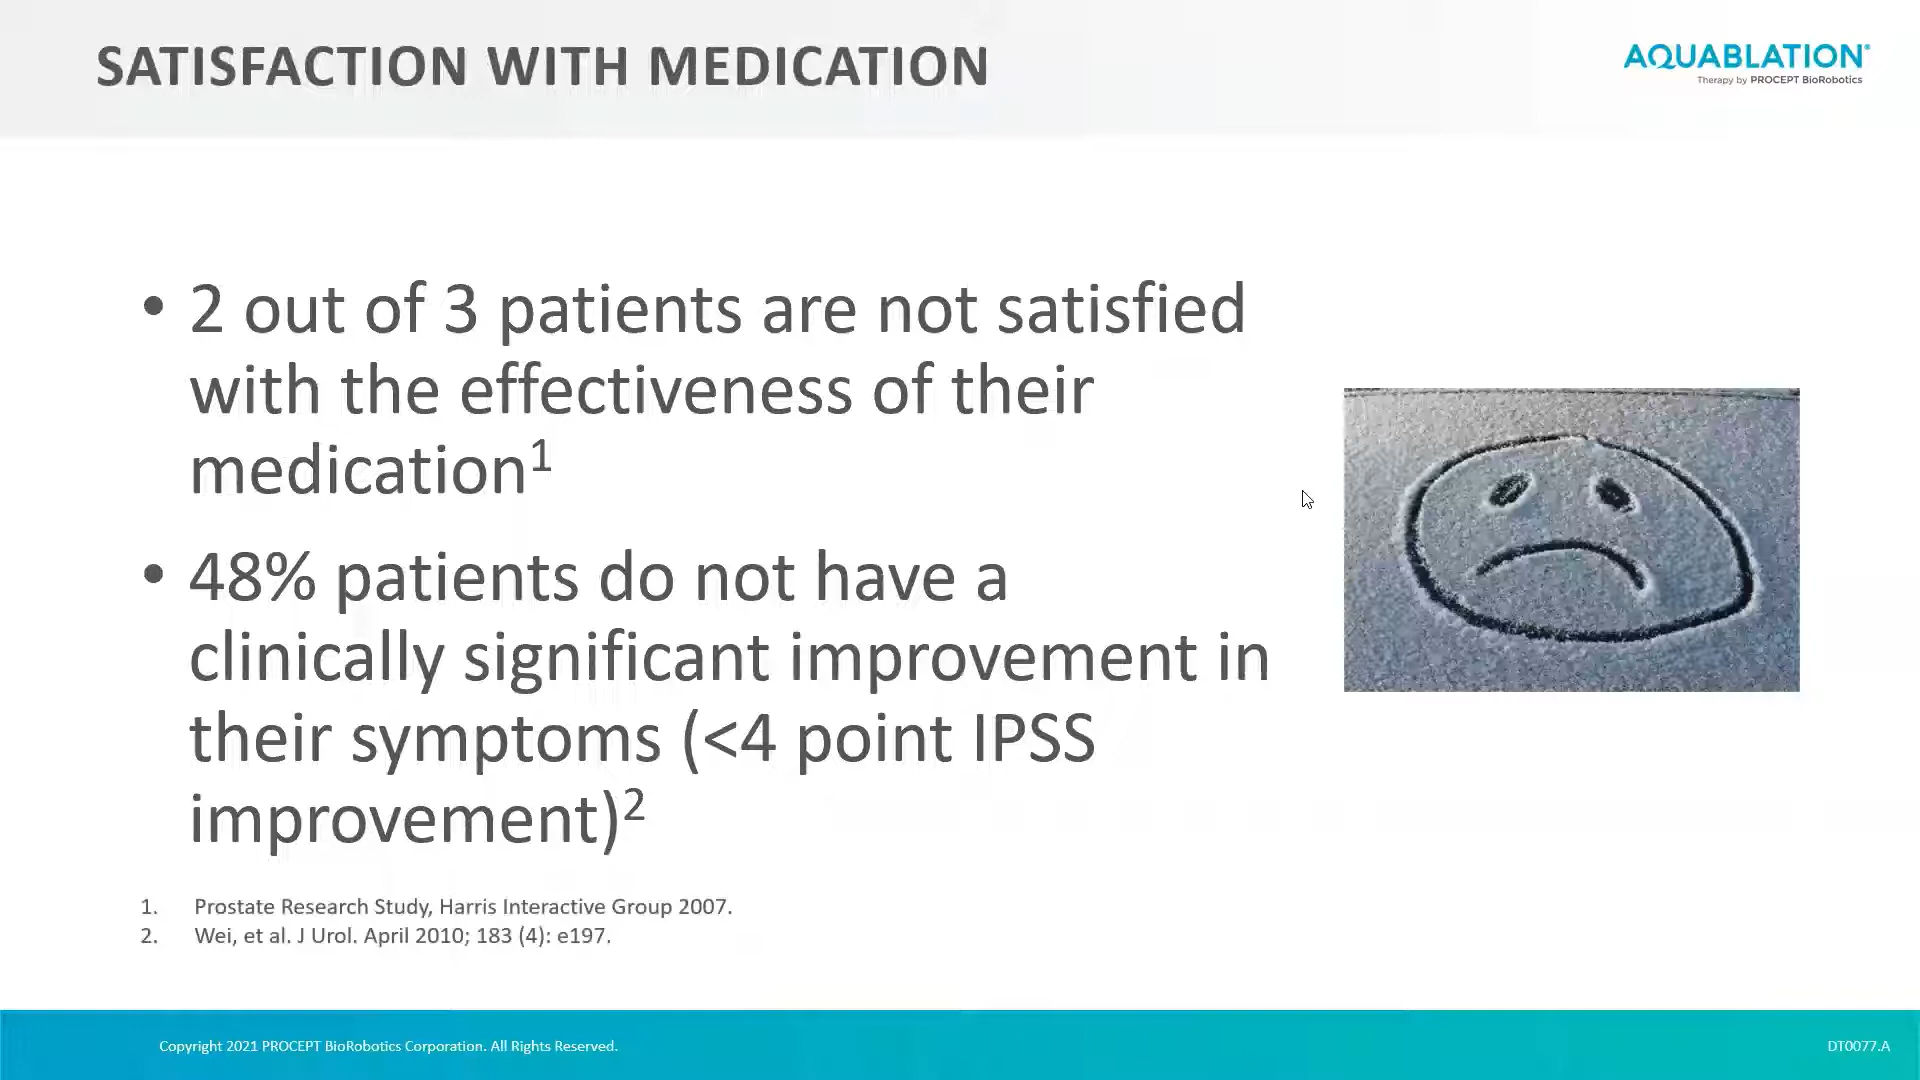 SATISFACTION WITH MEDICATION
AQUABLATION®
Therapy by PROCEPT BioRobotics
• 2 out of 3 patients are not satisfied
with the effectiveness of their
medication¹
• 48% patients do not have a
clinically significant improvement in
their symptoms (<4 point IPSS
improvement)²
1. Prostate Research Study, Harris Interactive Group 2007.
2. Wei, et al. J Urol. April 2010; 183 (4): e197.
Copyright 2021 PROCEPT BioRobotics Corporation. All Rights Reserved.
DT0077.A